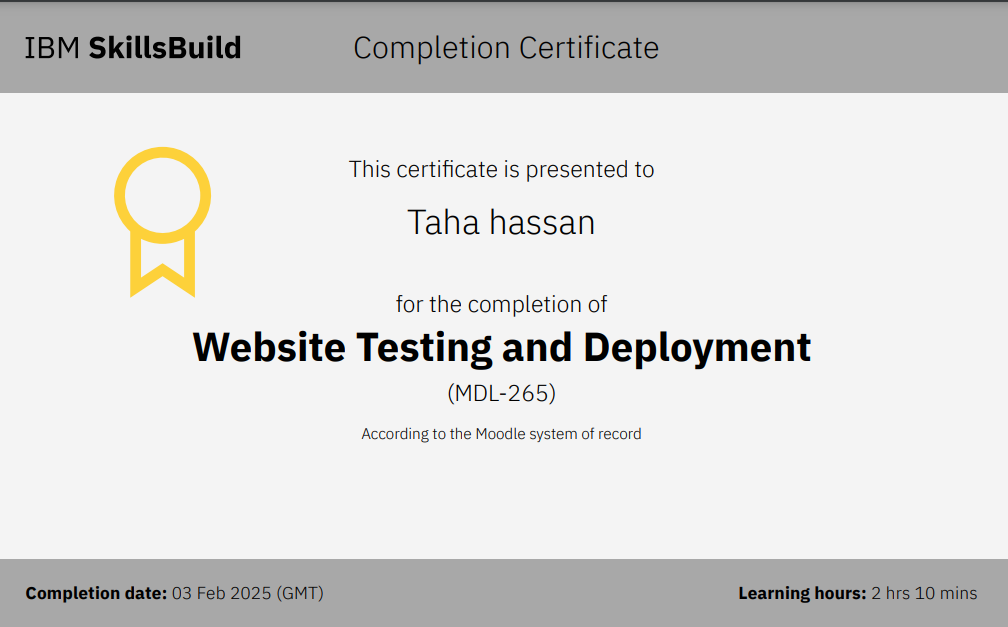 IBM SkillsBuild
Completion Certificate
This certificate is presented to
Taha hassan
for the completion of
Website Testing and Deployment
(MDL-265)
According to the Moodle system of record
Completion date: 03 Feb 2025 (GMT)
Learning hours: 2 hrs 10 mins